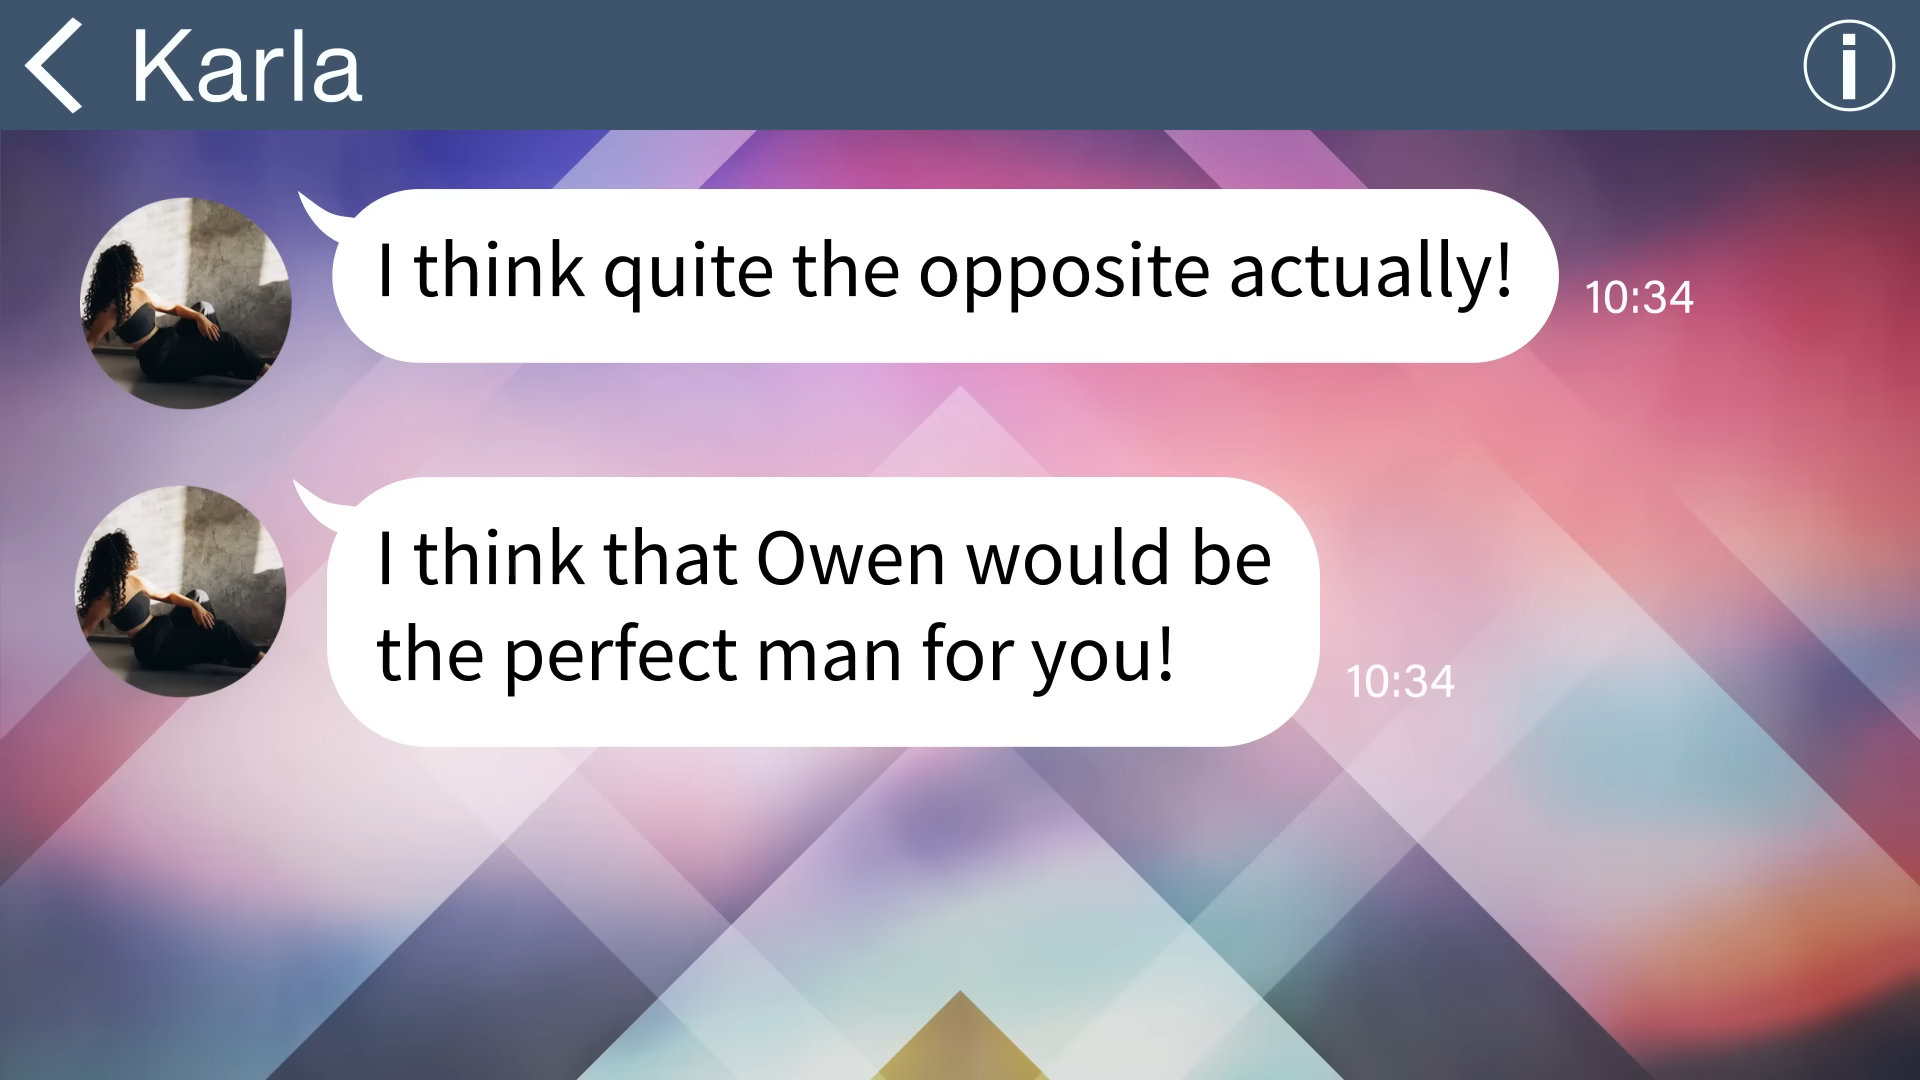 Karla
I think quite the opposite actually!
10:34
I think that Owen would be
the perfect man for you!
10:34